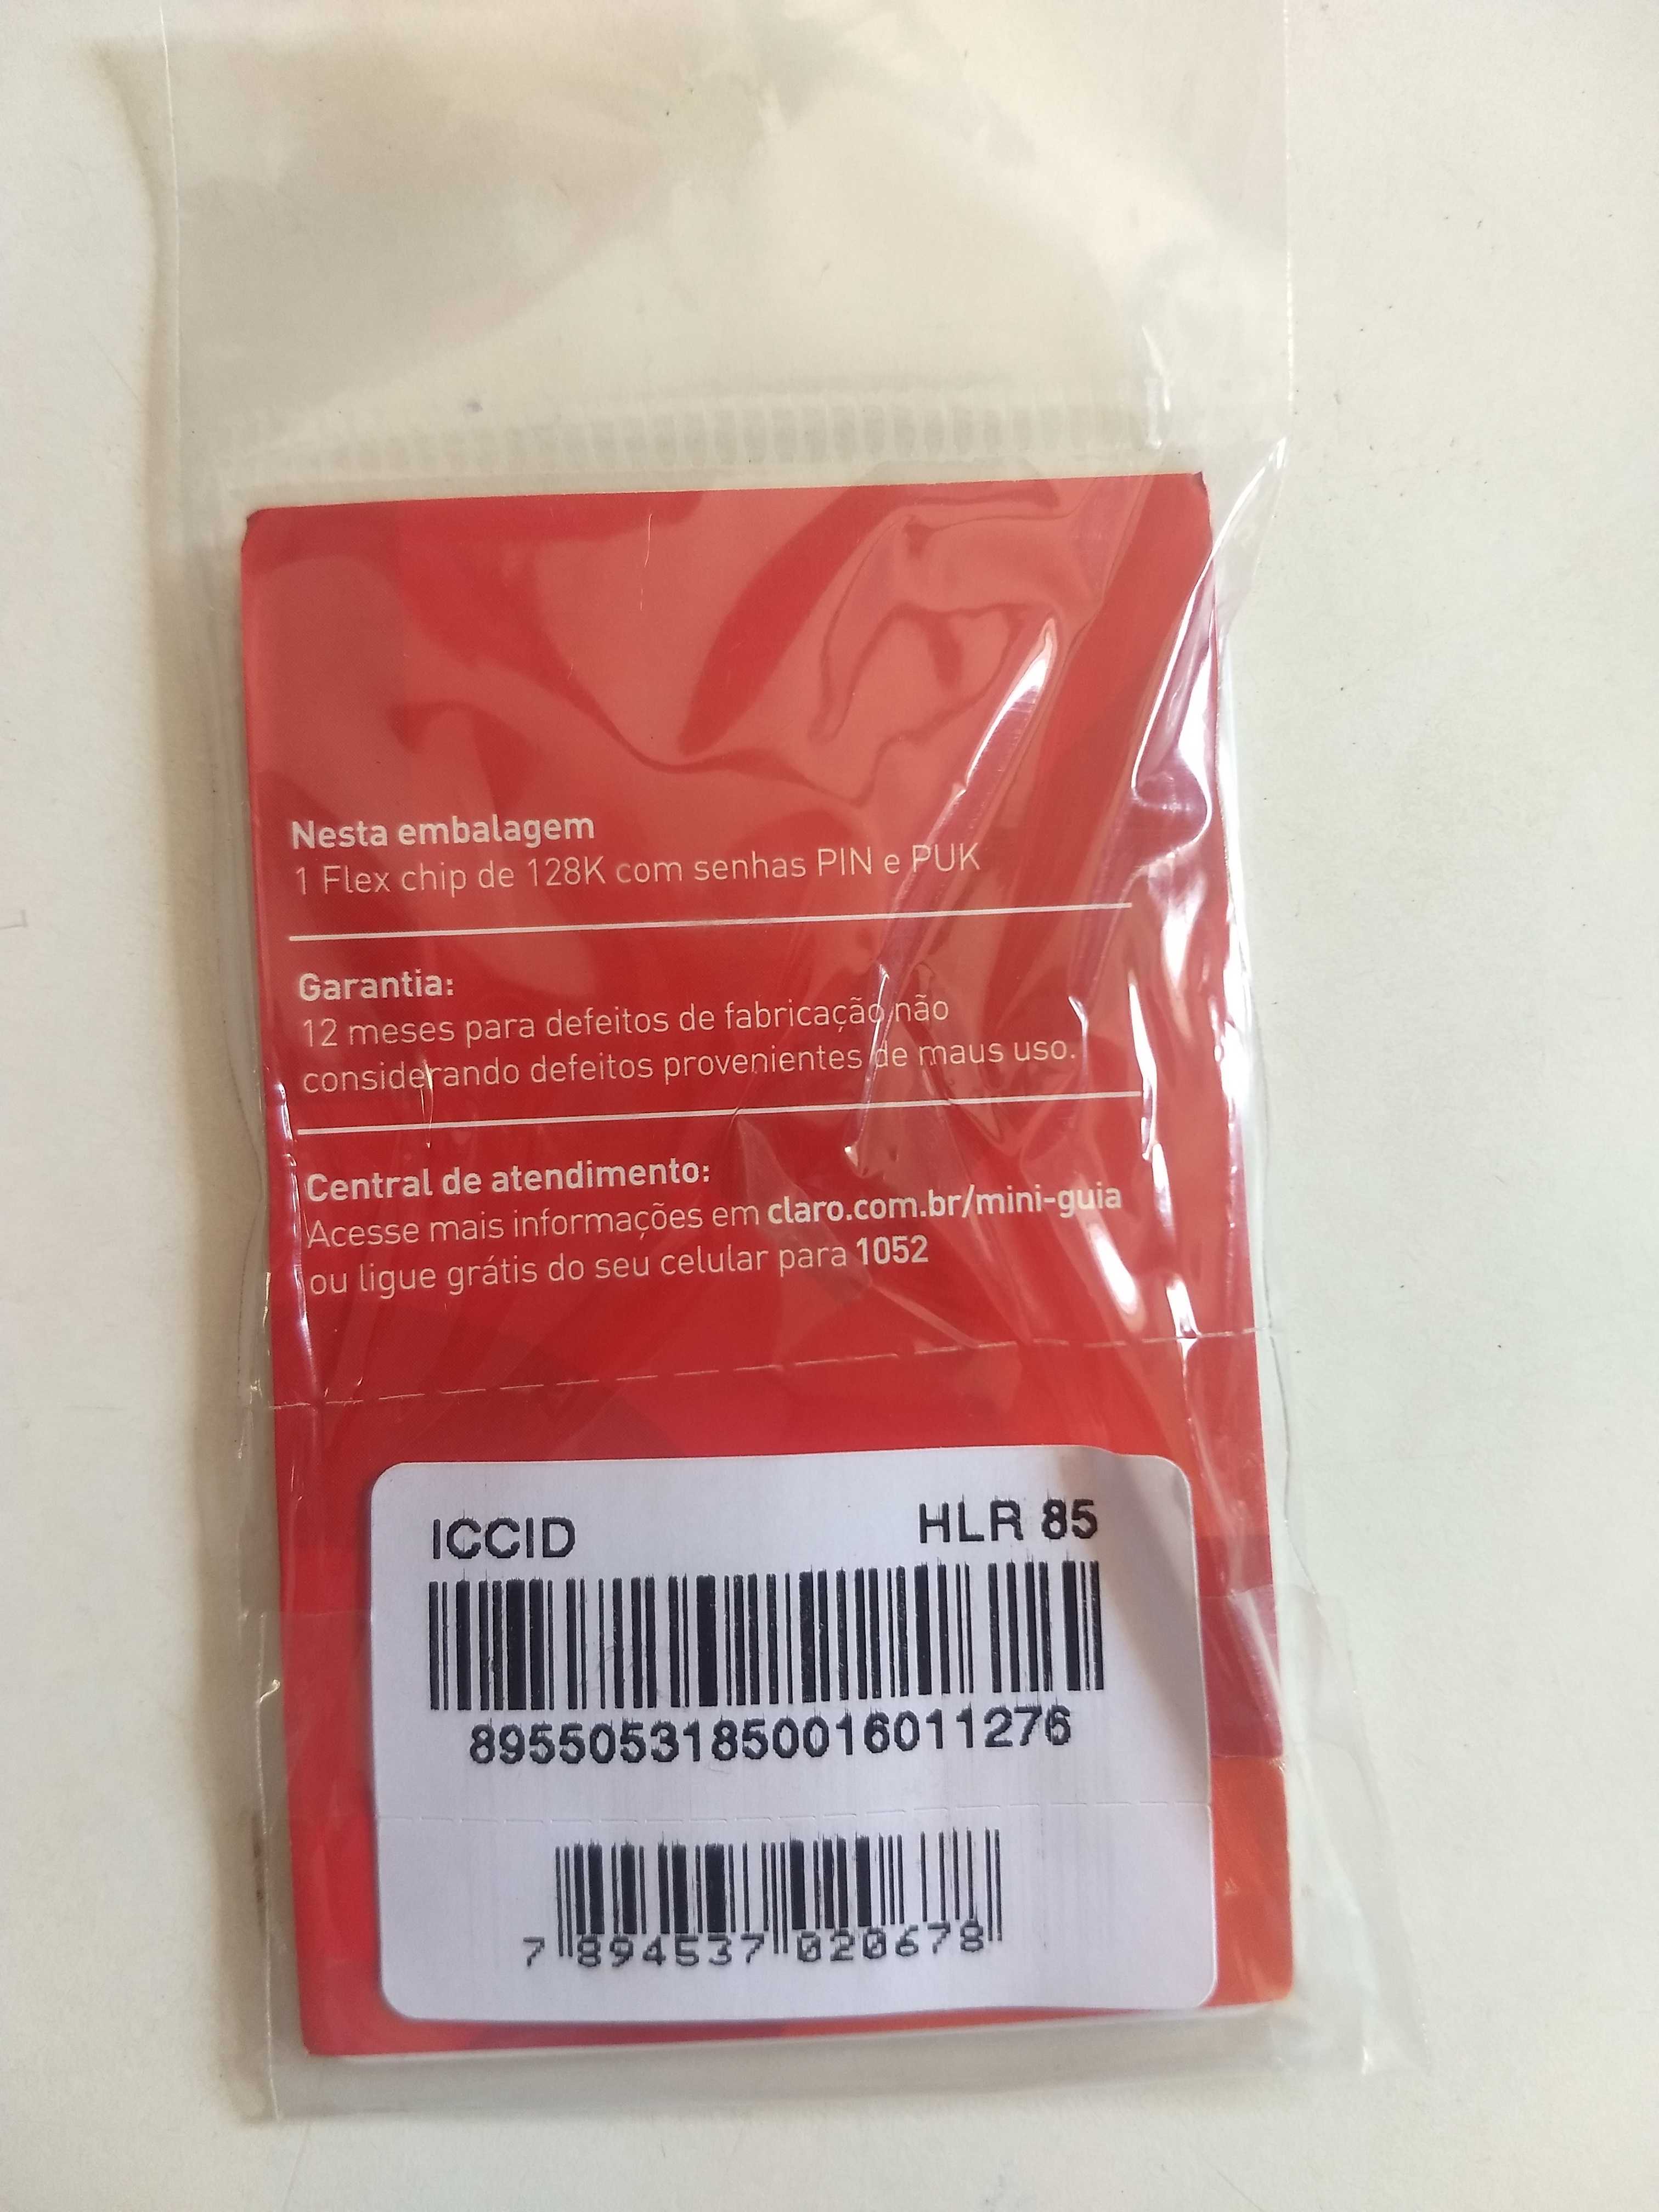 Nesta embalagem
1 Flex chip de 128K com senhas PIN e PUK
Garantia:
12 meses para defeitos de fabricação não
considerando defeitos provenientes de maus uso.
Central de atendimento:
Acesse mais informações em claro.com.br/mini-guia
ou ligue grátis do seu celular para 1052
ICCID HLR 85
89550531850016011276
7 894537 020678